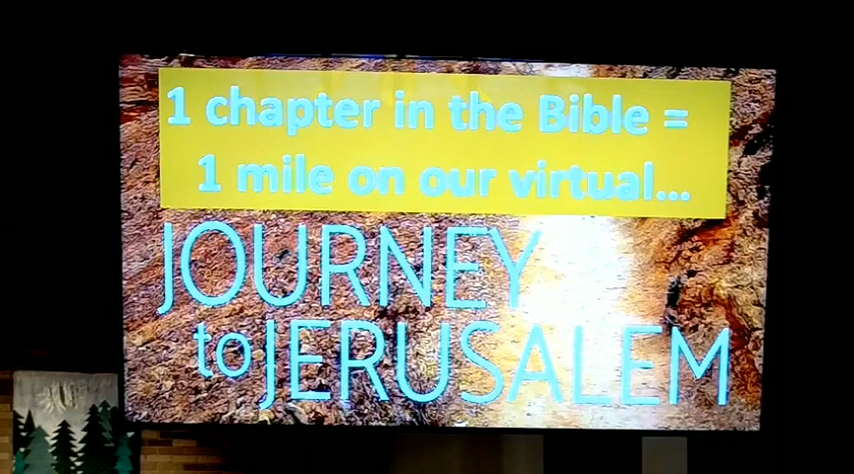 1 chapter in the Bible =
1 mile on our virtual...
JOURNEY
to JERUSALEM